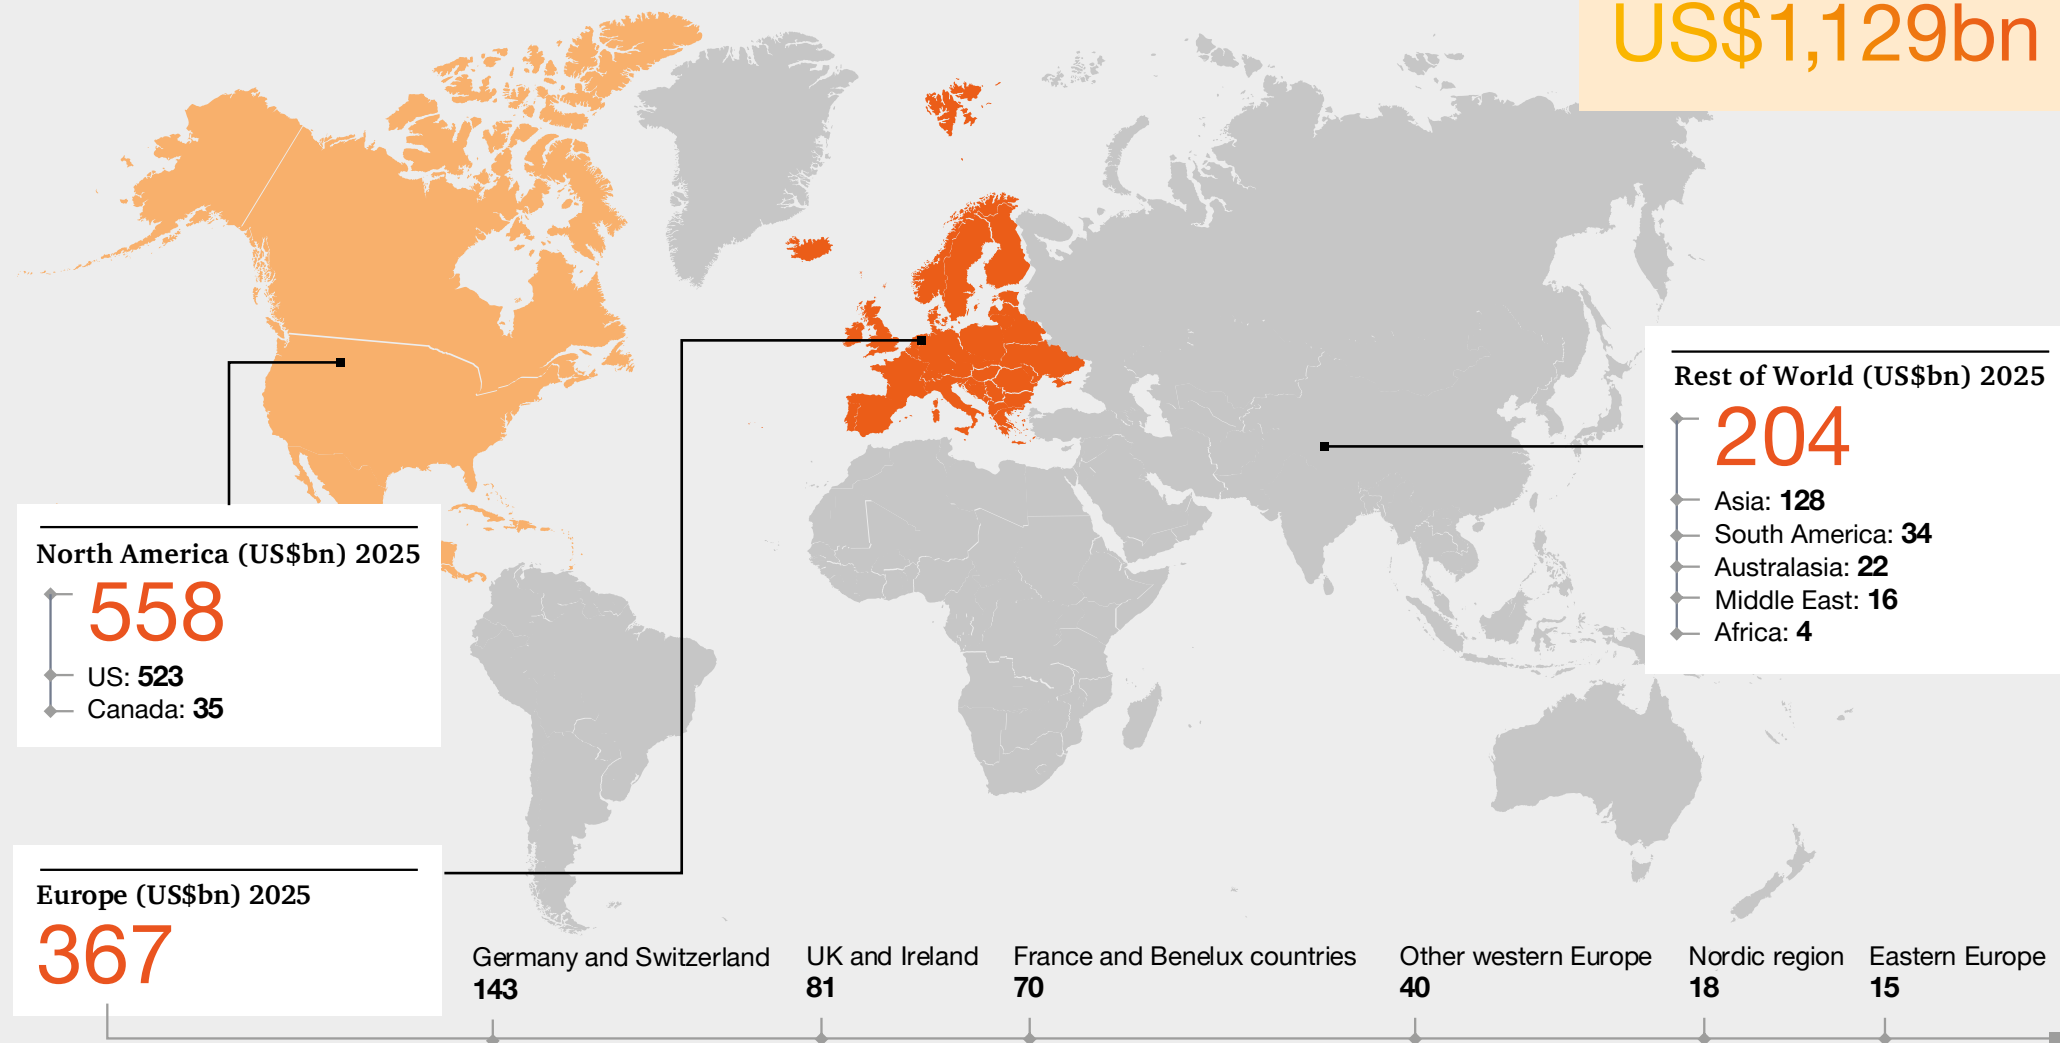 US$1,129bn
North America (US$bn) 2025
558
US: 523
Canada: 35
Rest of World (US$bn) 2025
204
Asia: 128
South America: 34
Australasia: 22
Middle East: 16
Africa: 4
Europe (US$bn) 2025
367
Germany and Switzerland
143
UK and Ireland
81
France and Benelux countries
70
Other western Europe
40
Nordic region
18
Eastern Europe
15